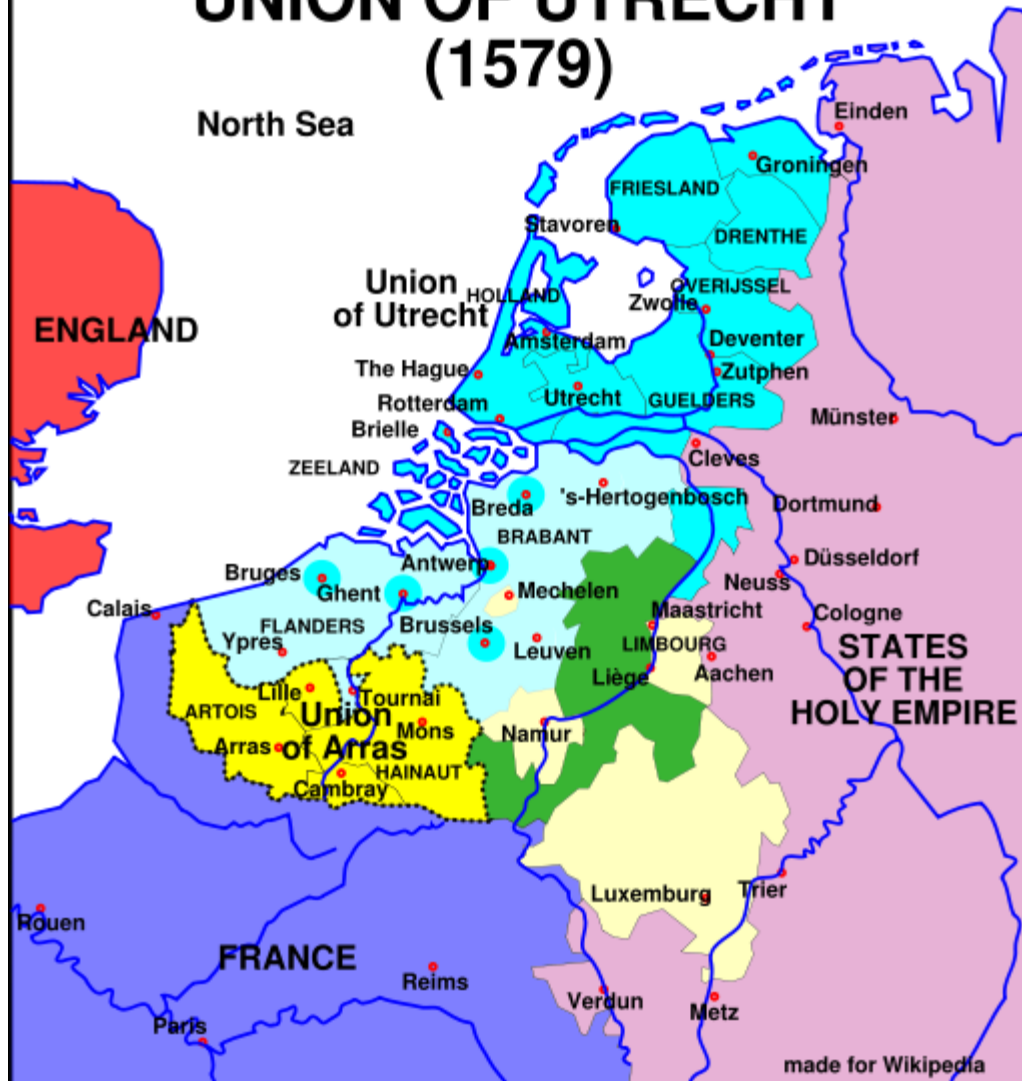 UNION OF UTRECHT
(1579)
North Sea
Einden
Groningen
FRIESLAND
Stavoren
DRENTHE
Union
of Utrecht
HOLLAND
OVERIJSSEL
Zwolle
ENGLAND
Amsterdam
Deventer
The Hague
Zutphen
Utrecht
GUELDERS
Rotterdam
Münster
Brielle
Cleves
ZEELAND
's-Hertogenbosch
Breda
Dortmund
BRABANT
Antwerp
Düsseldorf
Bruges
Neuss
Ghent
Mechelen
Calais
Maastricht
Cologne
FLANDERS
Brussels
Ypres
Leuven
LIMBOURG
Aachen
Liège
STATES
OF THE
HOLY EMPIRE
Lille
Tournai
ARTOIS
Union
of Arras
Mons
Namur
Arras
HAINAUT
Cambray
Luxemburg
Trier
Rouen
FRANCE
Reims
Verdun
Metz
Paris
made for Wikipedia